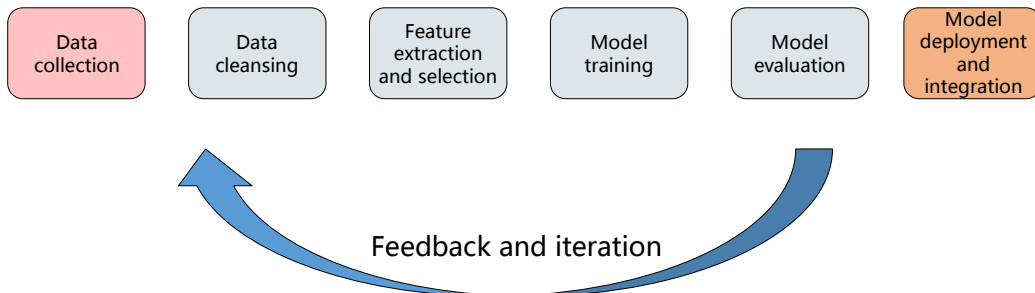 Data
collection
Data
cleansing
Feature
extraction
and selection
Model
training
Model
evaluation
Model
deployment
and
integration
Feedback and iteration